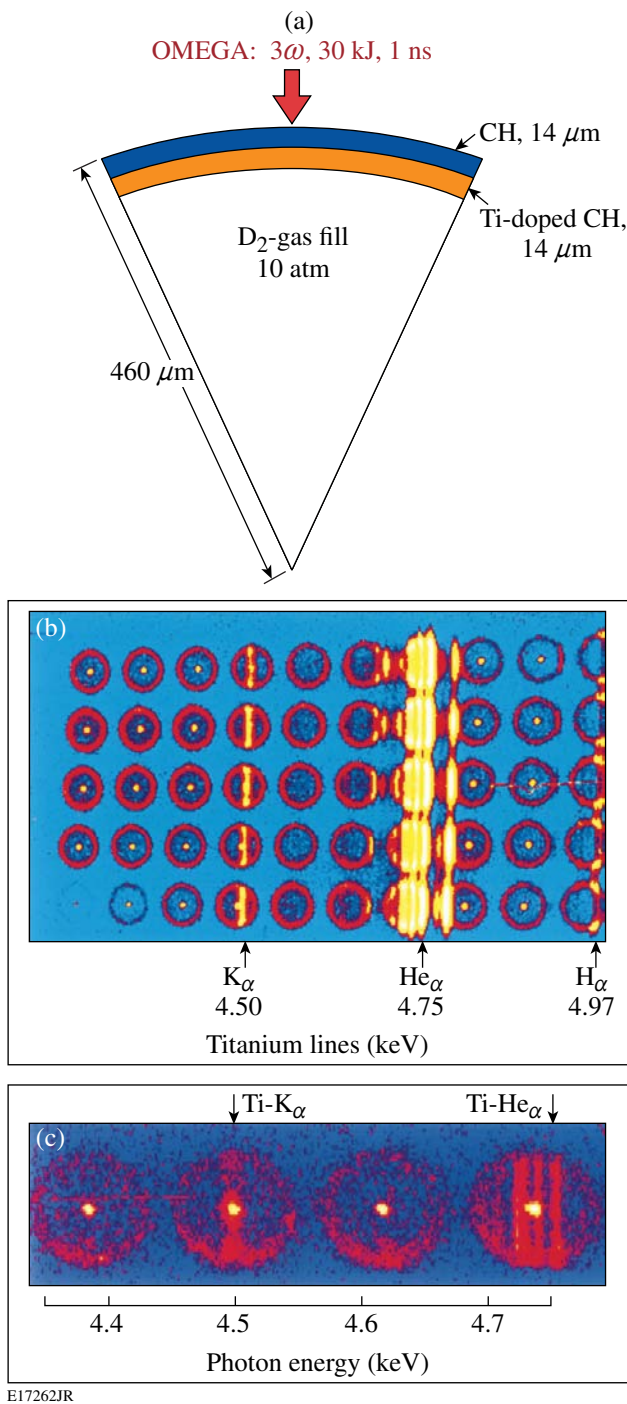 (a)
OMEGA: 3ω, 30 kJ, 1 ns
CH, 14 μm
Ti-doped CH,
14 μm
D₂-gas fill
10 atm
460 μm
(b)
Kα Heα Hα
4.50 4.75 4.97
Titanium lines (keV)
Ti-Kα Ti-Heα
(c)
4.4 4.5 4.6 4.7
Photon energy (keV)
E17262JR